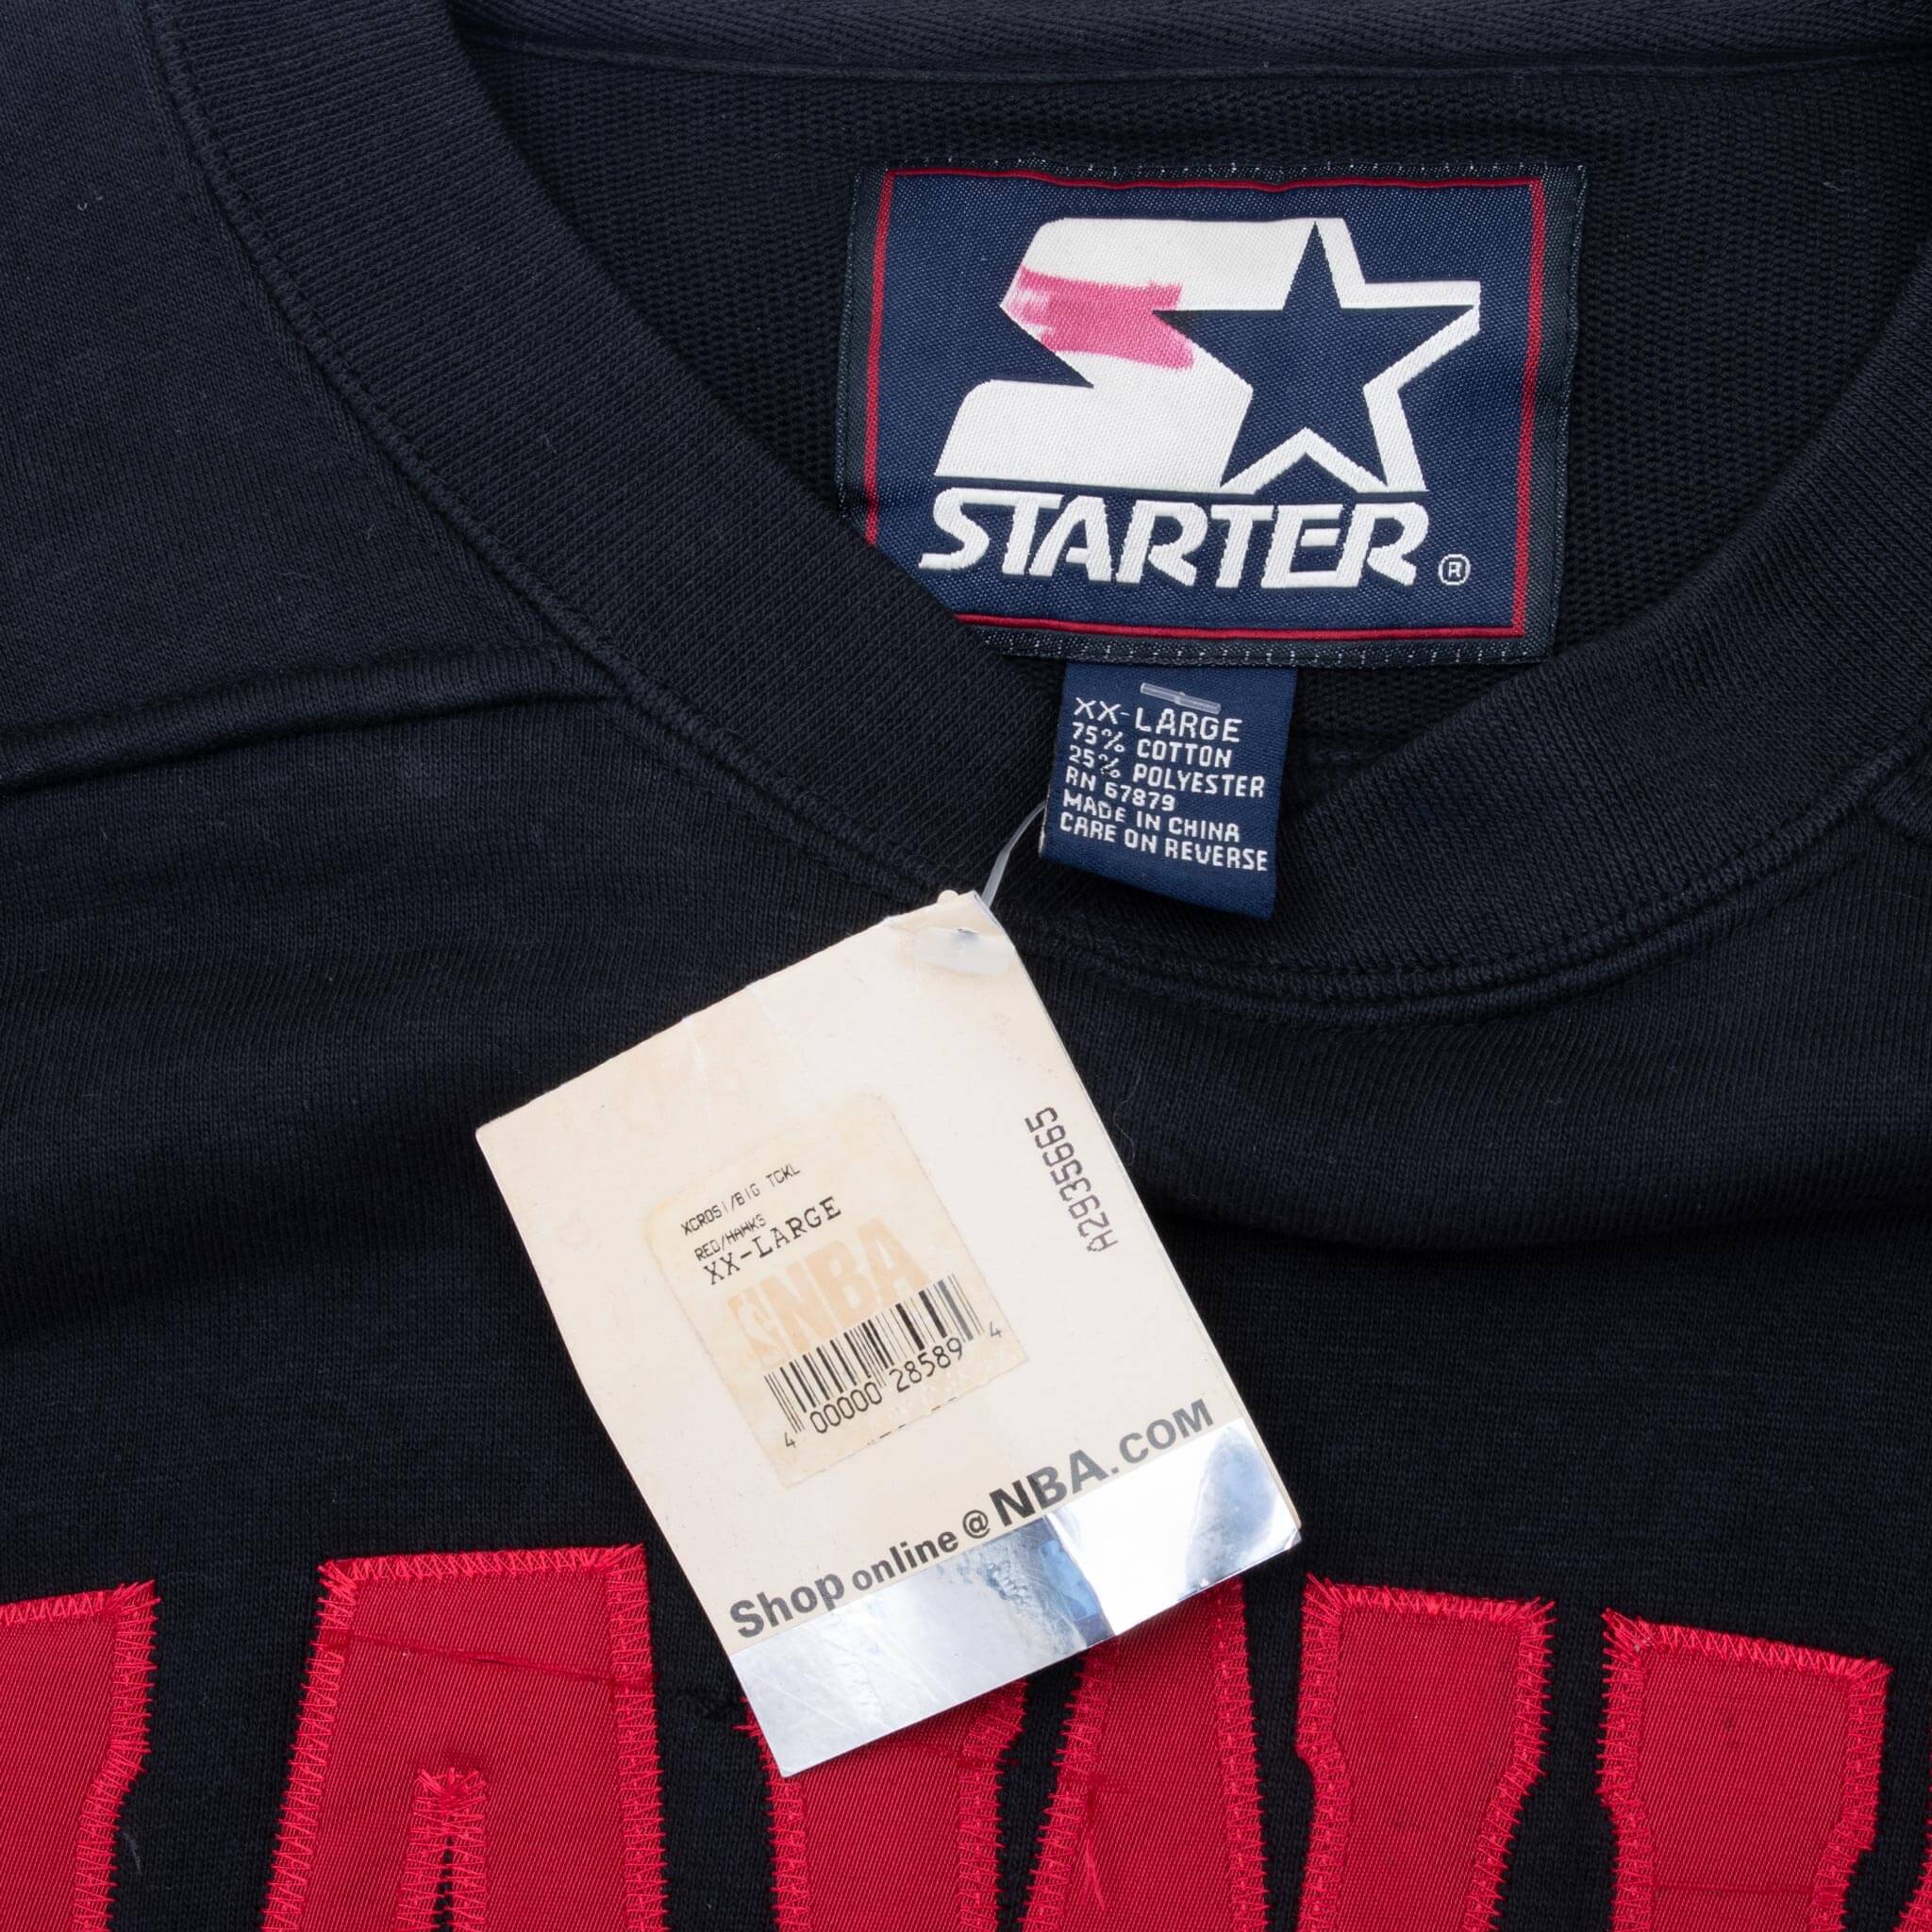 STARTER®
XX-LARGE
75% COTTON
25% POLYESTER
RN 67879
MADE IN CHINA
CARE ON REVERSE
A2935665
XCROS1/BIG TCKL
RED/HAWKS
XX-LARGE
NBA
4 00000 28589 4
Shop online @ NBA.COM